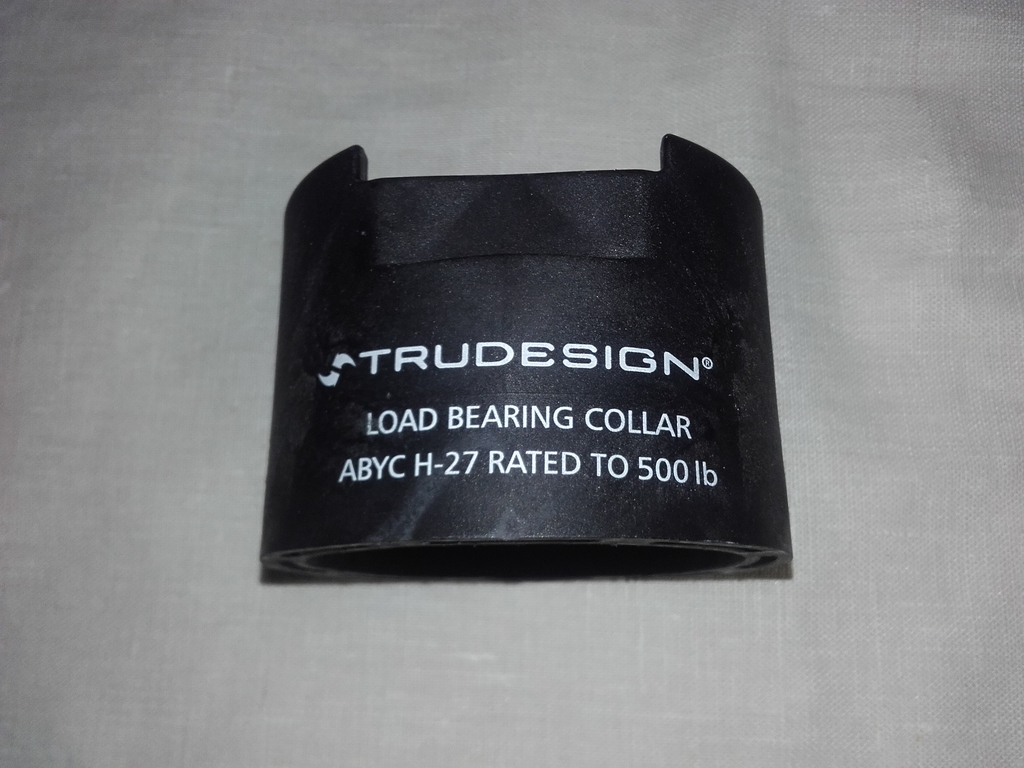 TRUDESIGN®
LOAD BEARING COLLAR
ABYC H-27 RATED TO 500 lb